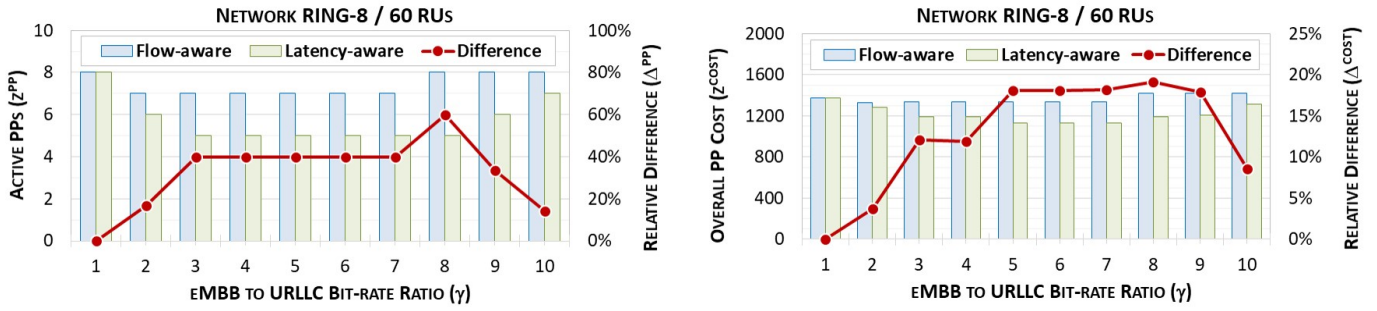 NETWORK RING-8 / 60 RUS
ACTIVE PPS (Z^PP)
10
8
6
4
2
0
Flow-aware Latency-aware Difference
100%
80%
60%
40%
20%
0%
RELATIVE DIFFERENCE (Δ^PP)
1 2 3 4 5 6 7 8 9 10
EMBB TO URLLC BIT-RATE RATIO (γ)
NETWORK RING-8 / 60 RUS
OVERALL PP COST (Z^COST)
2000
1600
1200
800
400
0
Flow-aware Latency-aware Difference
25%
20%
15%
10%
5%
0%
RELATIVE DIFFERENCE (Δ^COST)
1 2 3 4 5 6 7 8 9 10
EMBB TO URLLC BIT-RATE RATIO (γ)